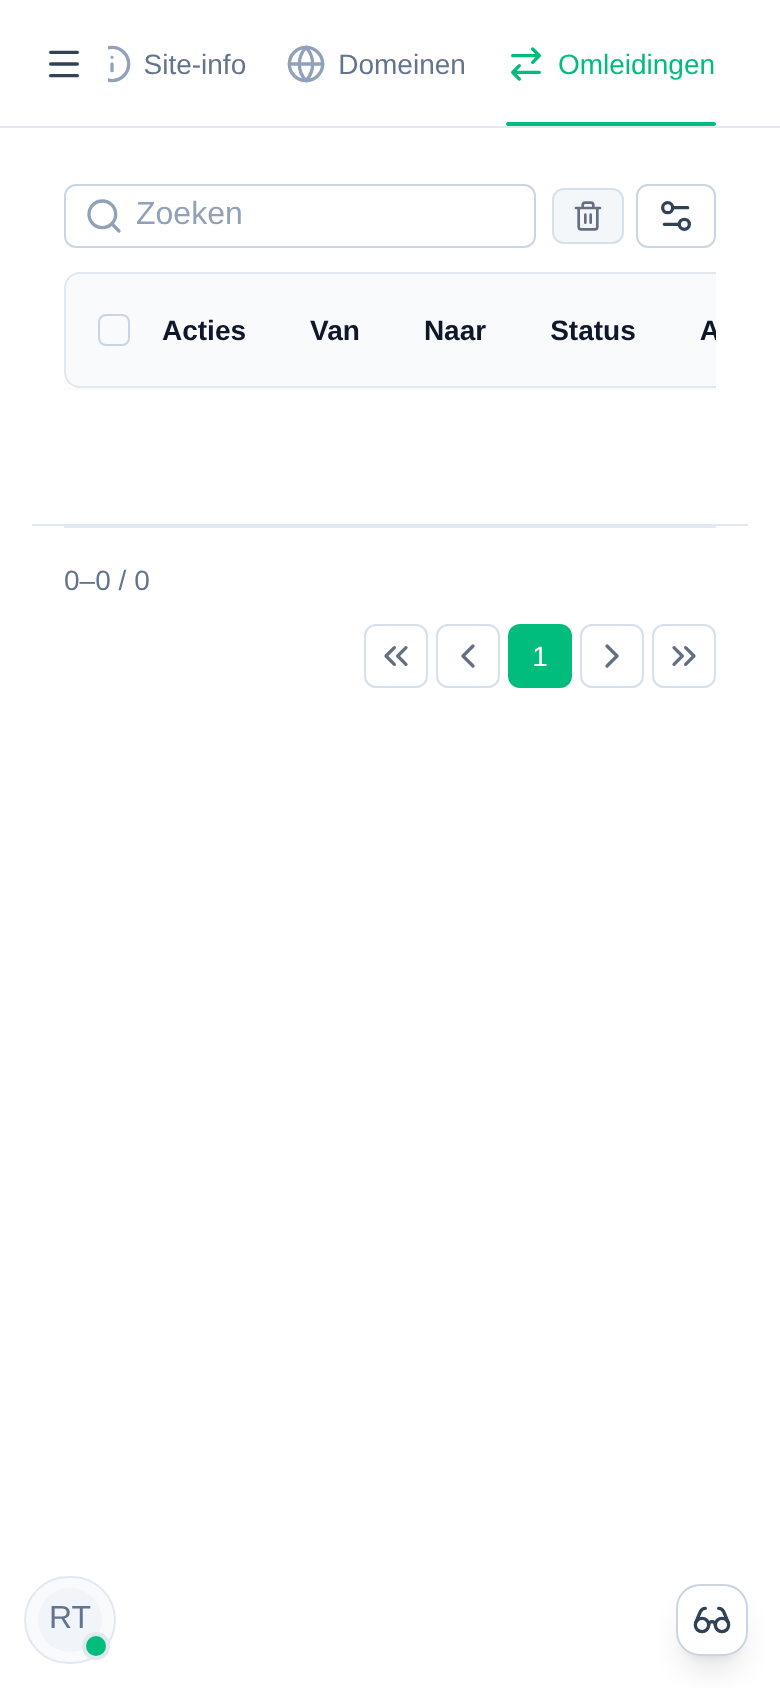 Site-info Domeinen Omleidingen
Zoeken
Acties Van Naar Status A
0–0 / 0
1
RT